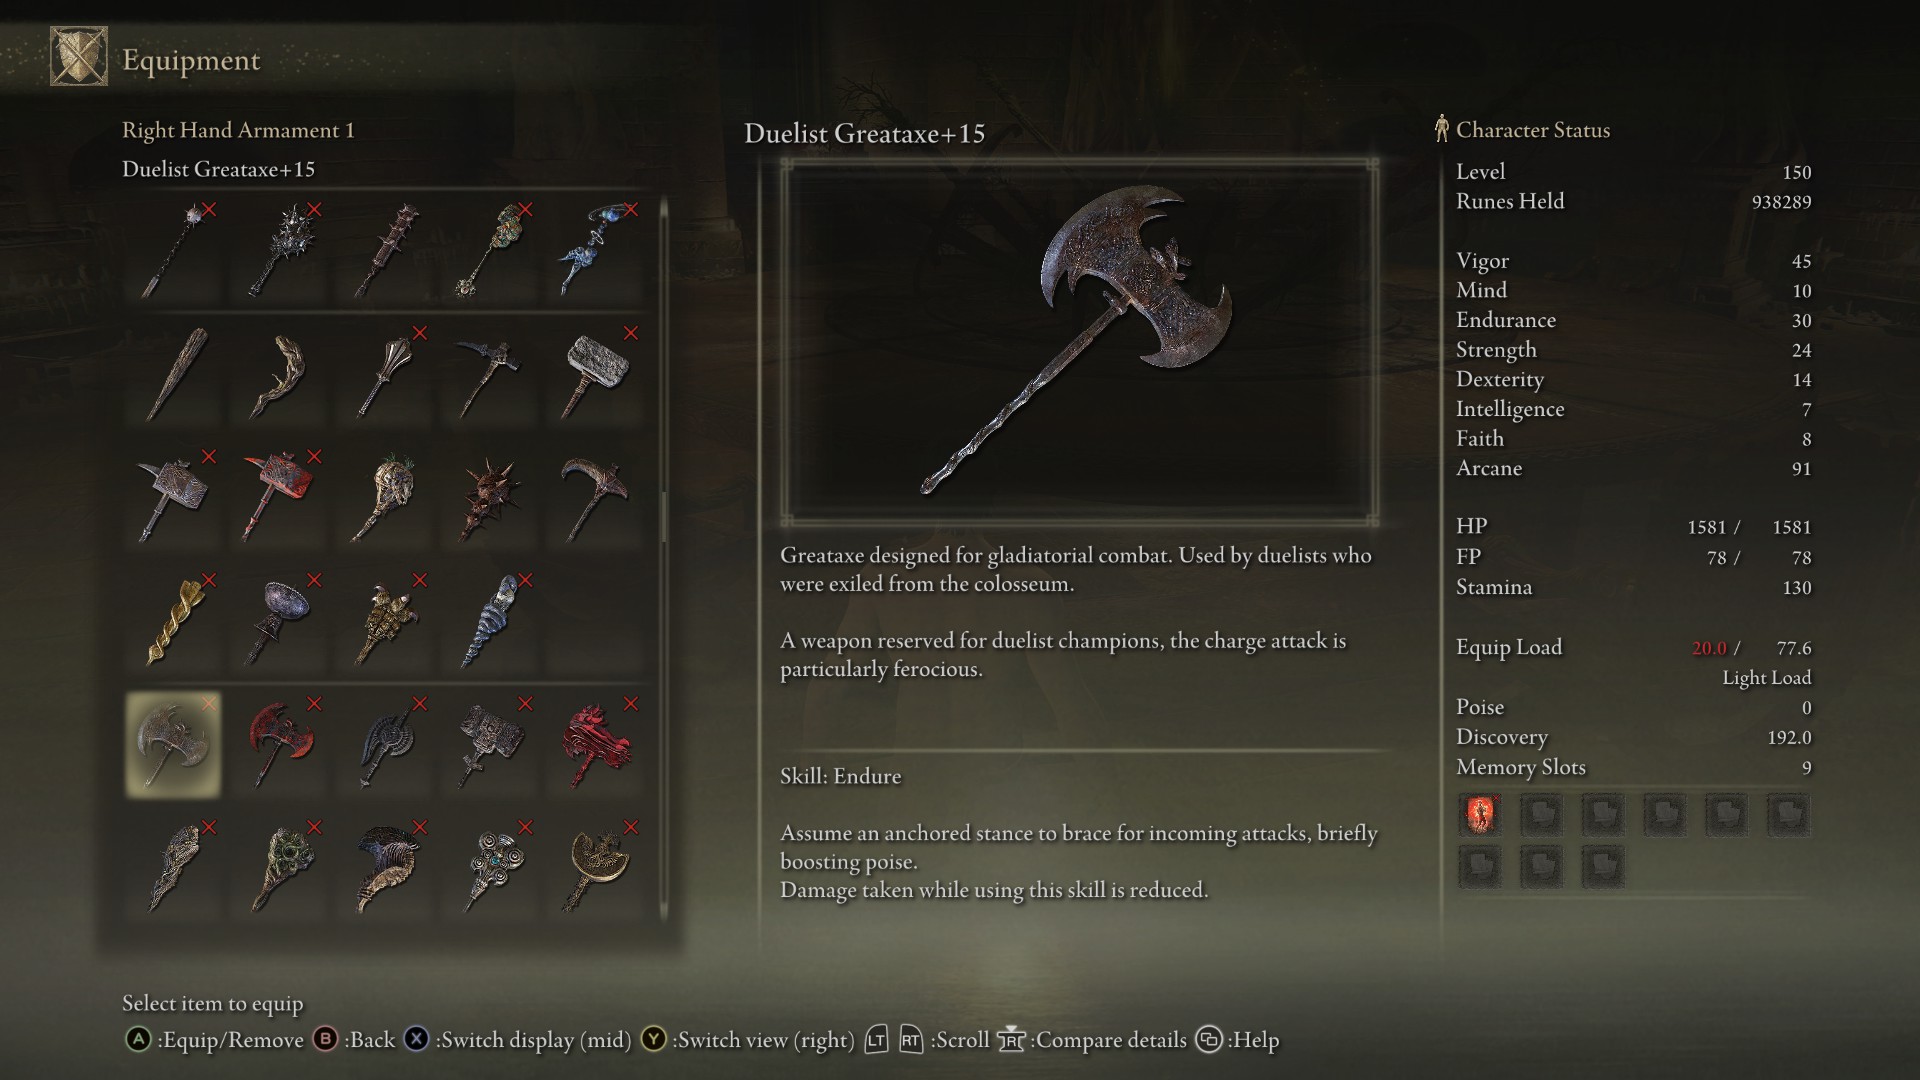 Equipment
Right Hand Armament 1
Duelist Greataxe+15
Duelist Greataxe+15
Greataxe designed for gladiatorial combat. Used by duelists who
were exiled from the colosseum.
A weapon reserved for duelist champions, the charge attack is
particularly ferocious.
Skill: Endure
Assume an anchored stance to brace for incoming attacks, briefly
boosting poise.
Damage taken while using this skill is reduced.
Character Status
Level 150
Runes Held 938289
Vigor 45
Mind 10
Endurance 30
Strength 24
Dexterity 14
Intelligence 7
Faith 8
Arcane 91
HP 1581 / 1581
FP 78 / 78
Stamina 130
Equip Load 20.0 / 77.6
Light Load
Poise 0
Discovery 192.0
Memory Slots 9
Select item to equip
A :Equip/Remove B :Back X :Switch display (mid) Y :Switch view (right) LT RT :Scroll R :Compare details :Help